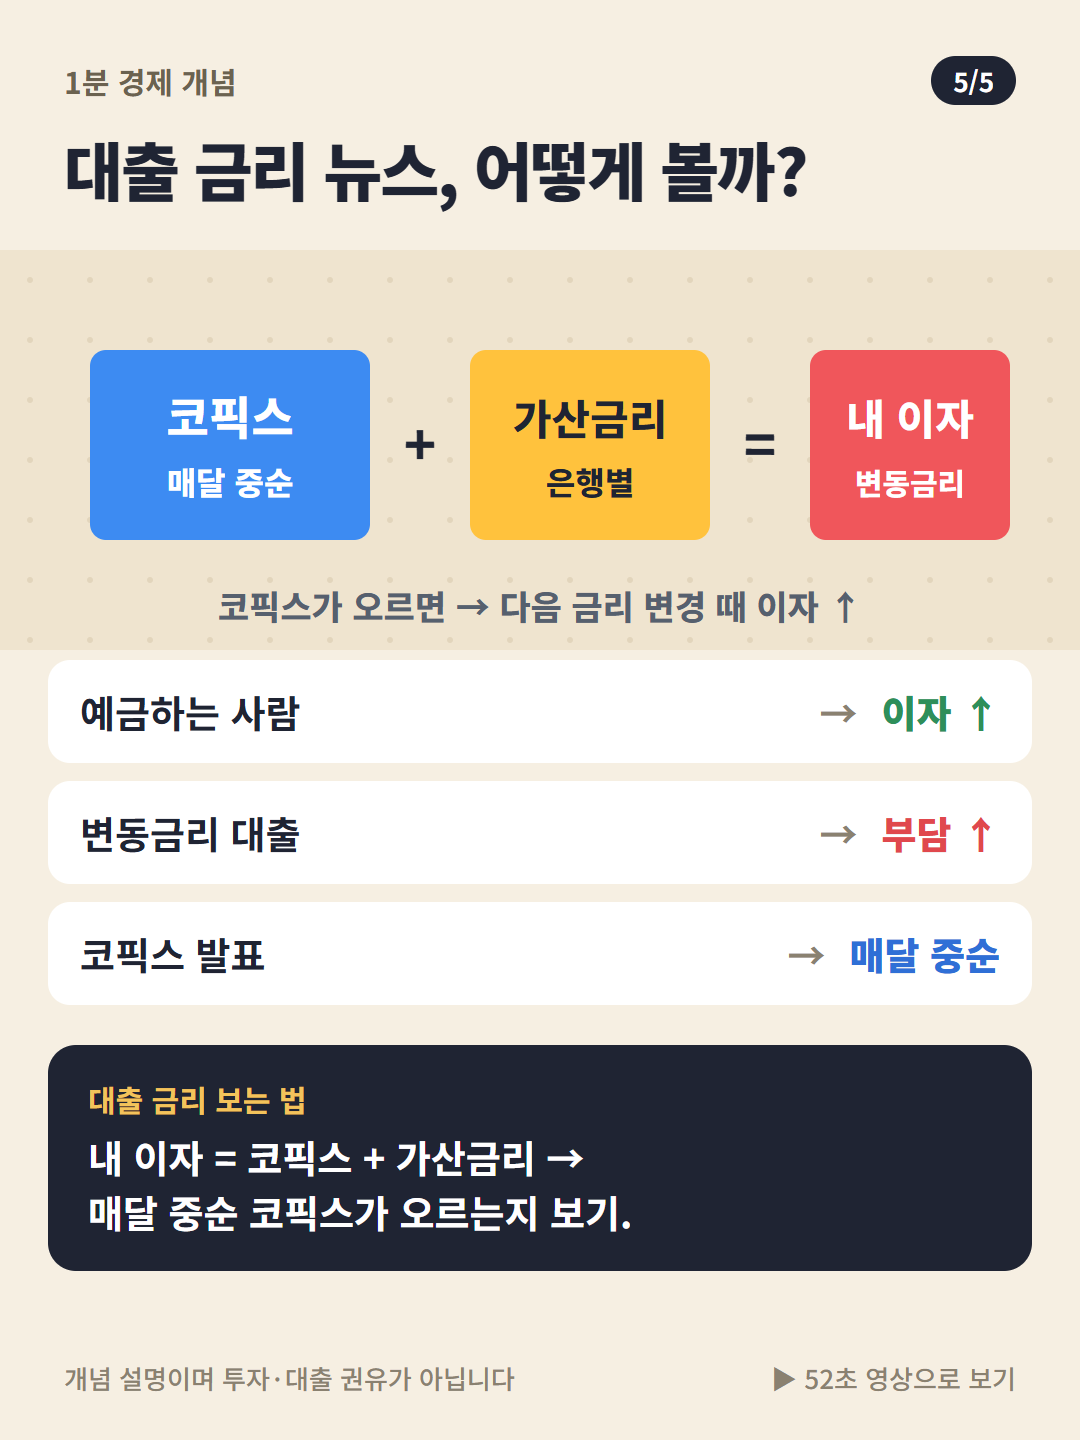 1분 경제 개념
5/5
대출 금리 뉴스, 어떻게 볼까?
코픽스
매달 중순
+
가산금리
은행별
=
내 이자
변동금리
코픽스가 오르면 → 다음 금리 변경 때 이자 ↑
예금하는 사람 → 이자 ↑
변동금리 대출 → 부담 ↑
코픽스 발표 → 매달 중순
대출 금리 보는 법
내 이자 = 코픽스 + 가산금리 →
매달 중순 코픽스가 오르는지 보기.
개념 설명이며 투자·대출 권유가 아닙니다
▶ 52초 영상으로 보기